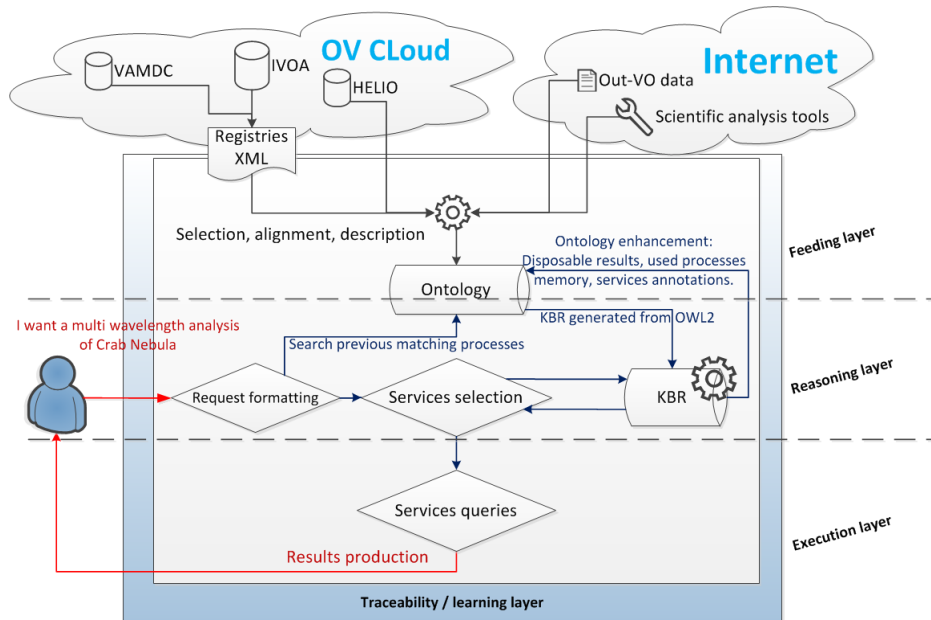 OV CLoud
Internet
VAMDC
IVOA
HELIO
Out-VO data
Scientific analysis tools
Registries
XML
Selection, alignment, description
Ontology enhancement:
Disposable results, used processes
memory, services annotations.
Feeding layer
Ontology
I want a multi wavelength analysis
of Crab Nebula
KBR generated from OWL2
Search previous matching processes
Request formatting
Services selection
KBR
Reasoning layer
Services queries
Execution layer
Results production
Traceability / learning layer